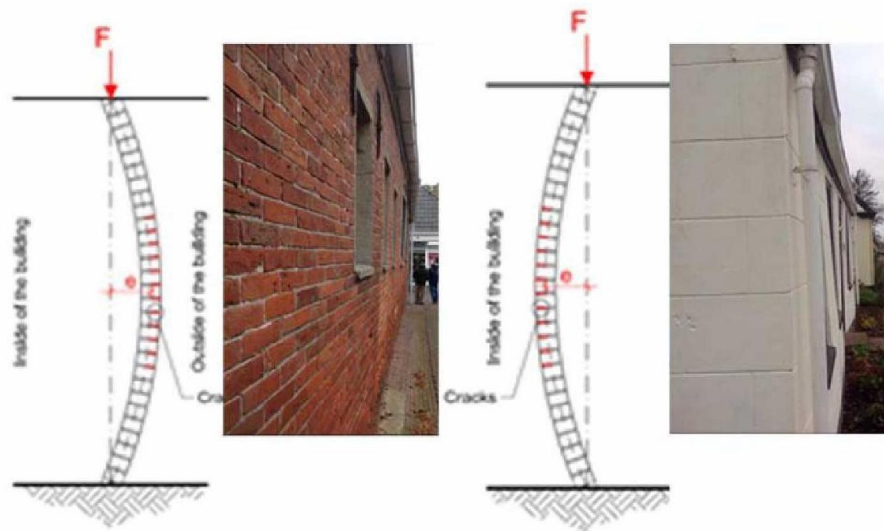 F
Inside of the building
e
Outside of the building
Cra
F
Inside of the building
e
Cracks